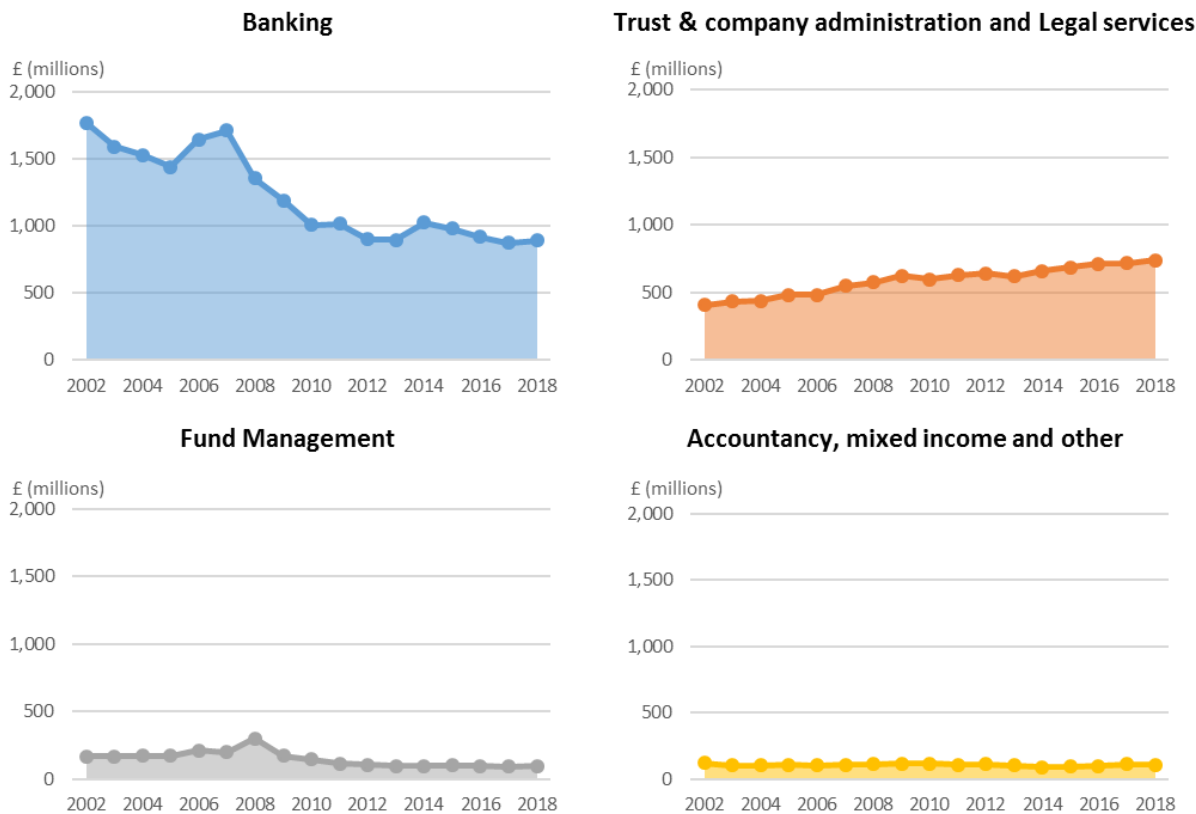 Banking
£ (millions)
2,000
1,500
1,000
500
0
2002 2004 2006 2008 2010 2012 2014 2016 2018
Trust & company administration and Legal services
£ (millions)
2,000
1,500
1,000
500
0
2002 2004 2006 2008 2010 2012 2014 2016 2018
Fund Management
£ (millions)
2,000
1,500
1,000
500
0
2002 2004 2006 2008 2010 2012 2014 2016 2018
Accountancy, mixed income and other
£ (millions)
2,000
1,500
1,000
500
0
2002 2004 2006 2008 2010 2012 2014 2016 2018